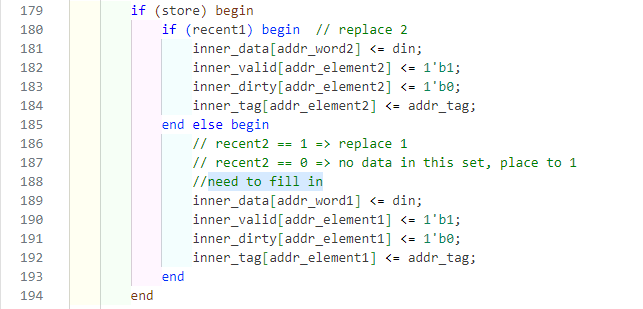 179 if (store) begin
180 if (recent1) begin // replace 2
181 inner_data[addr_word2] <= din;
182 inner_valid[addr_element2] <= 1'b1;
183 inner_dirty[addr_element2] <= 1'b0;
184 inner_tag[addr_element2] <= addr_tag;
185 end else begin
186 // recent2 == 1 => replace 1
187 // recent2 == 0 => no data in this set, place to 1
188 //need to fill in
189 inner_data[addr_word1] <= din;
190 inner_valid[addr_element1] <= 1'b1;
191 inner_dirty[addr_element1] <= 1'b0;
192 inner_tag[addr_element1] <= addr_tag;
193 end
194 end